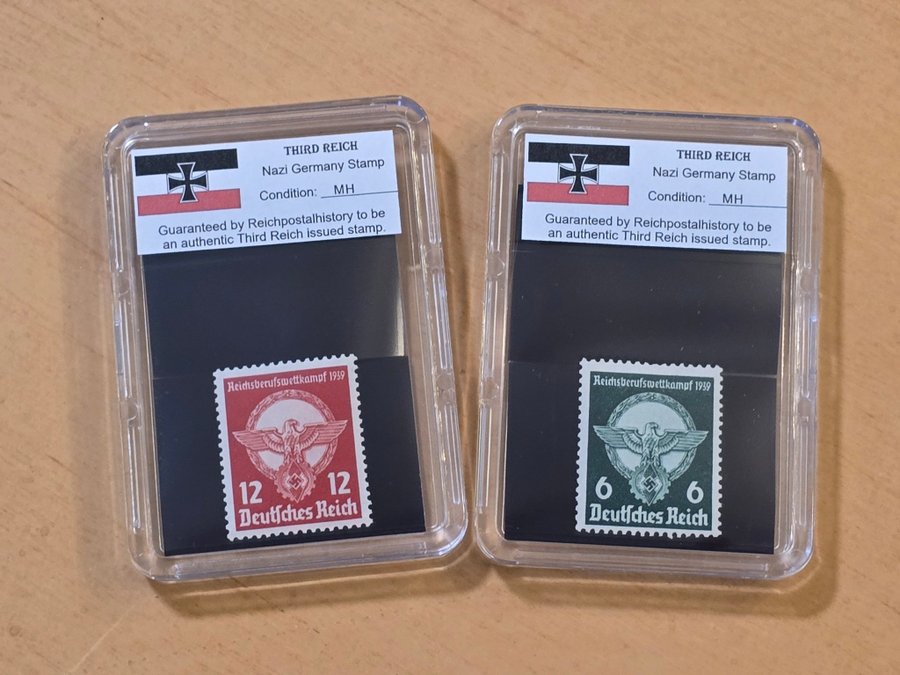 THIRD REICH
Nazi Germany Stamp
Condition: MH
Guaranteed by Reichpostalhistory to be
an authentic Third Reich issued stamp.
Reichsberufswettkampf 1939
12 12
Deutsches Reich
THIRD REICH
Nazi Germany Stamp
Condition: MH
Guaranteed by Reichpostalhistory to be
an authentic Third Reich issued stamp.
Reichsberufswettkampf 1939
6 6
Deutsches Reich